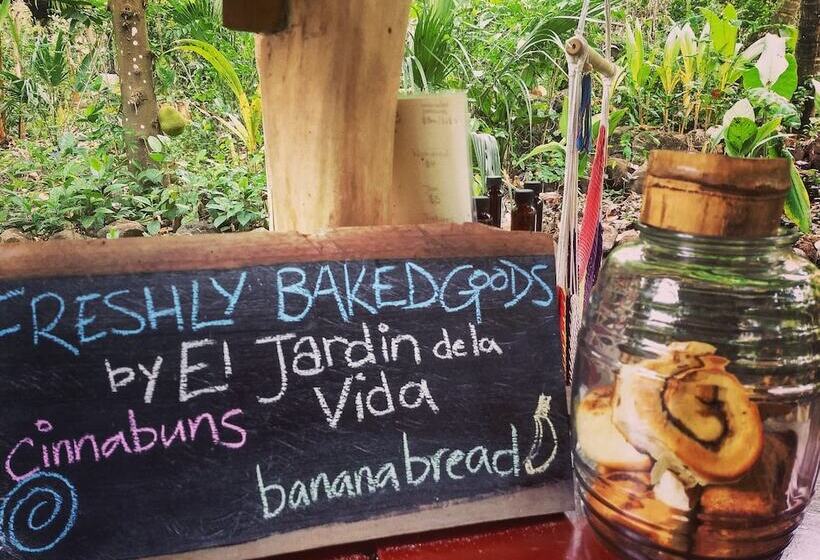 FRESHLY BAKED GOODS
by El Jardin de la
Vida
Cinnabuns
banana bread